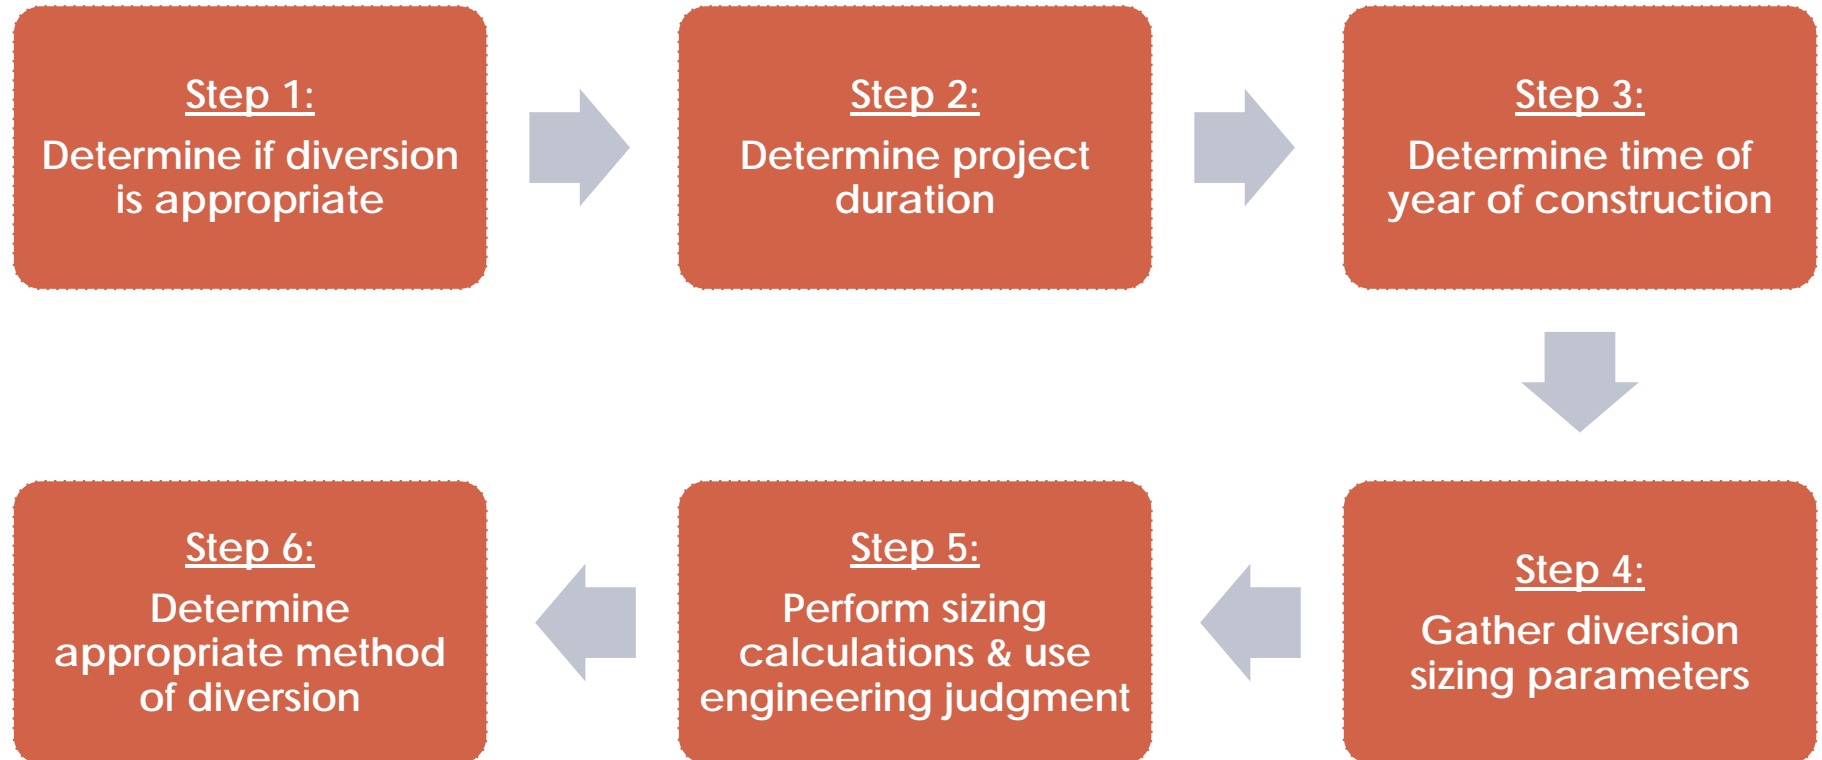 Step 1:
Determine if diversion
is appropriate
Step 2:
Determine project
duration
Step 3:
Determine time of
year of construction
Step 4:
Gather diversion
sizing parameters
Step 5:
Perform sizing
calculations & use
engineering judgment
Step 6:
Determine
appropriate method
of diversion